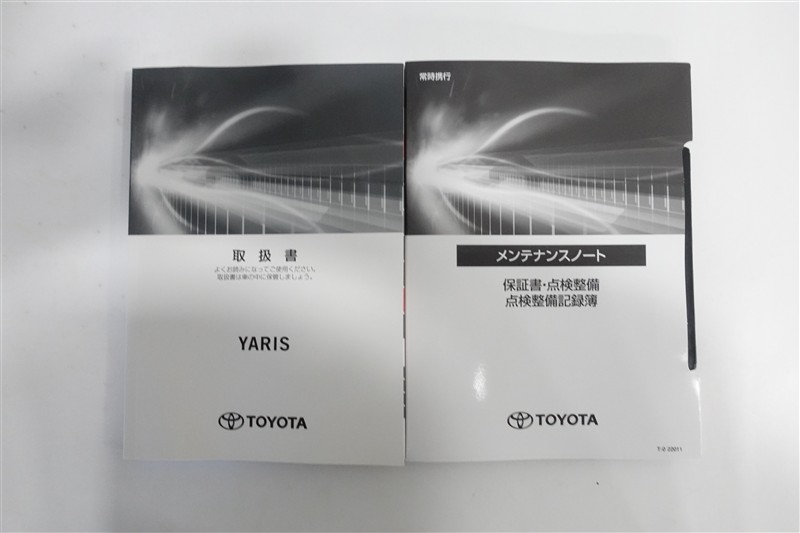 取扱書
よくお読みになってご使用ください。
取扱書は車の中に保管しましょう。
YARIS
TOYOTA
常時携行
メンテナンスノート
保証書・点検整備
点検整備記録簿
TOYOTA